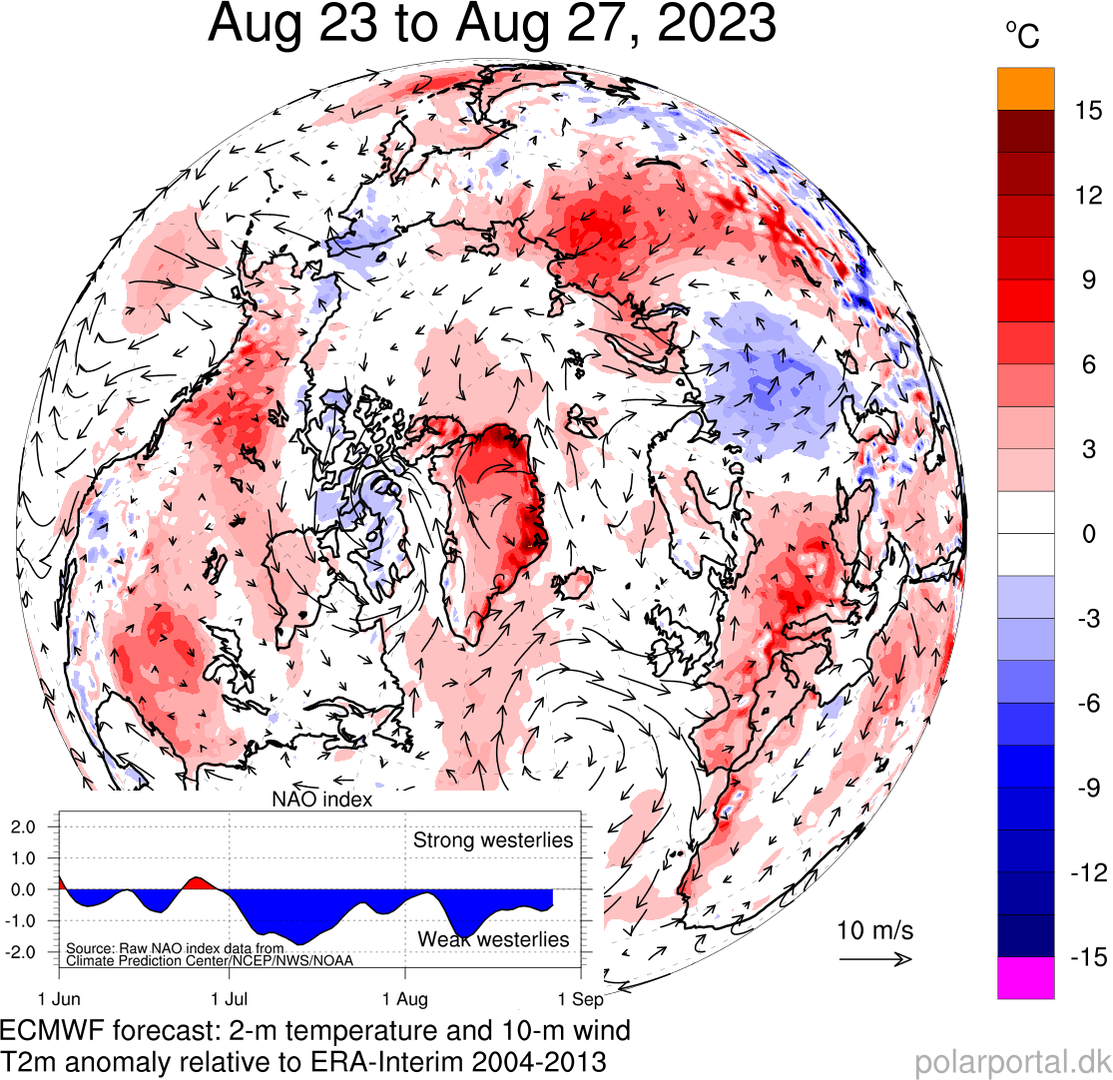 Aug 23 to Aug 27, 2023
ºC
15
12
9
6
3
0
-3
-6
-9
-12
-15
10 m/s
NAO index
2.0
1.0
0.0
-1.0
-2.0
Strong westerlies
Weak westerlies
Source: Raw NAO index data from
Climate Prediction Center/NCEP/NWS/NOAA
1 Jun 1 Jul 1 Aug 1 Sep
ECMWF forecast: 2-m temperature and 10-m wind
T2m anomaly relative to ERA-Interim 2004-2013
polarportal.dk